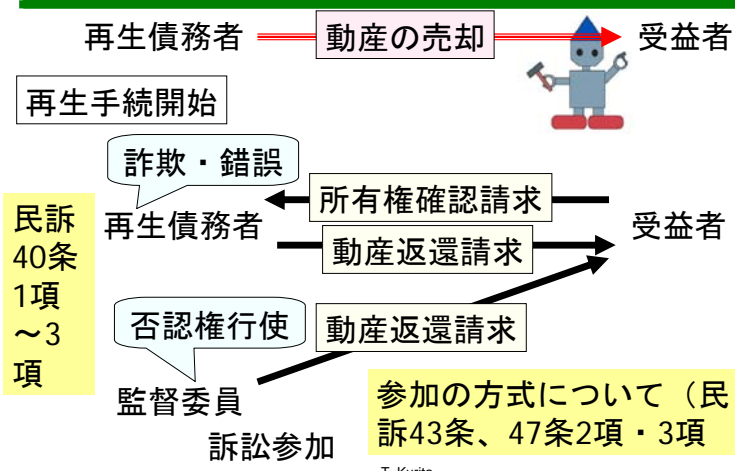 再生債務者
動産の売却
受益者
再生手続開始
詐欺・錯誤
所有権確認請求
民訴
40条
1項
～3
項
再生債務者
受益者
動産返還請求
否認権行使
動産返還請求
監督委員
訴訟参加
参加の方式について（民
訴43条、47条2項・3項